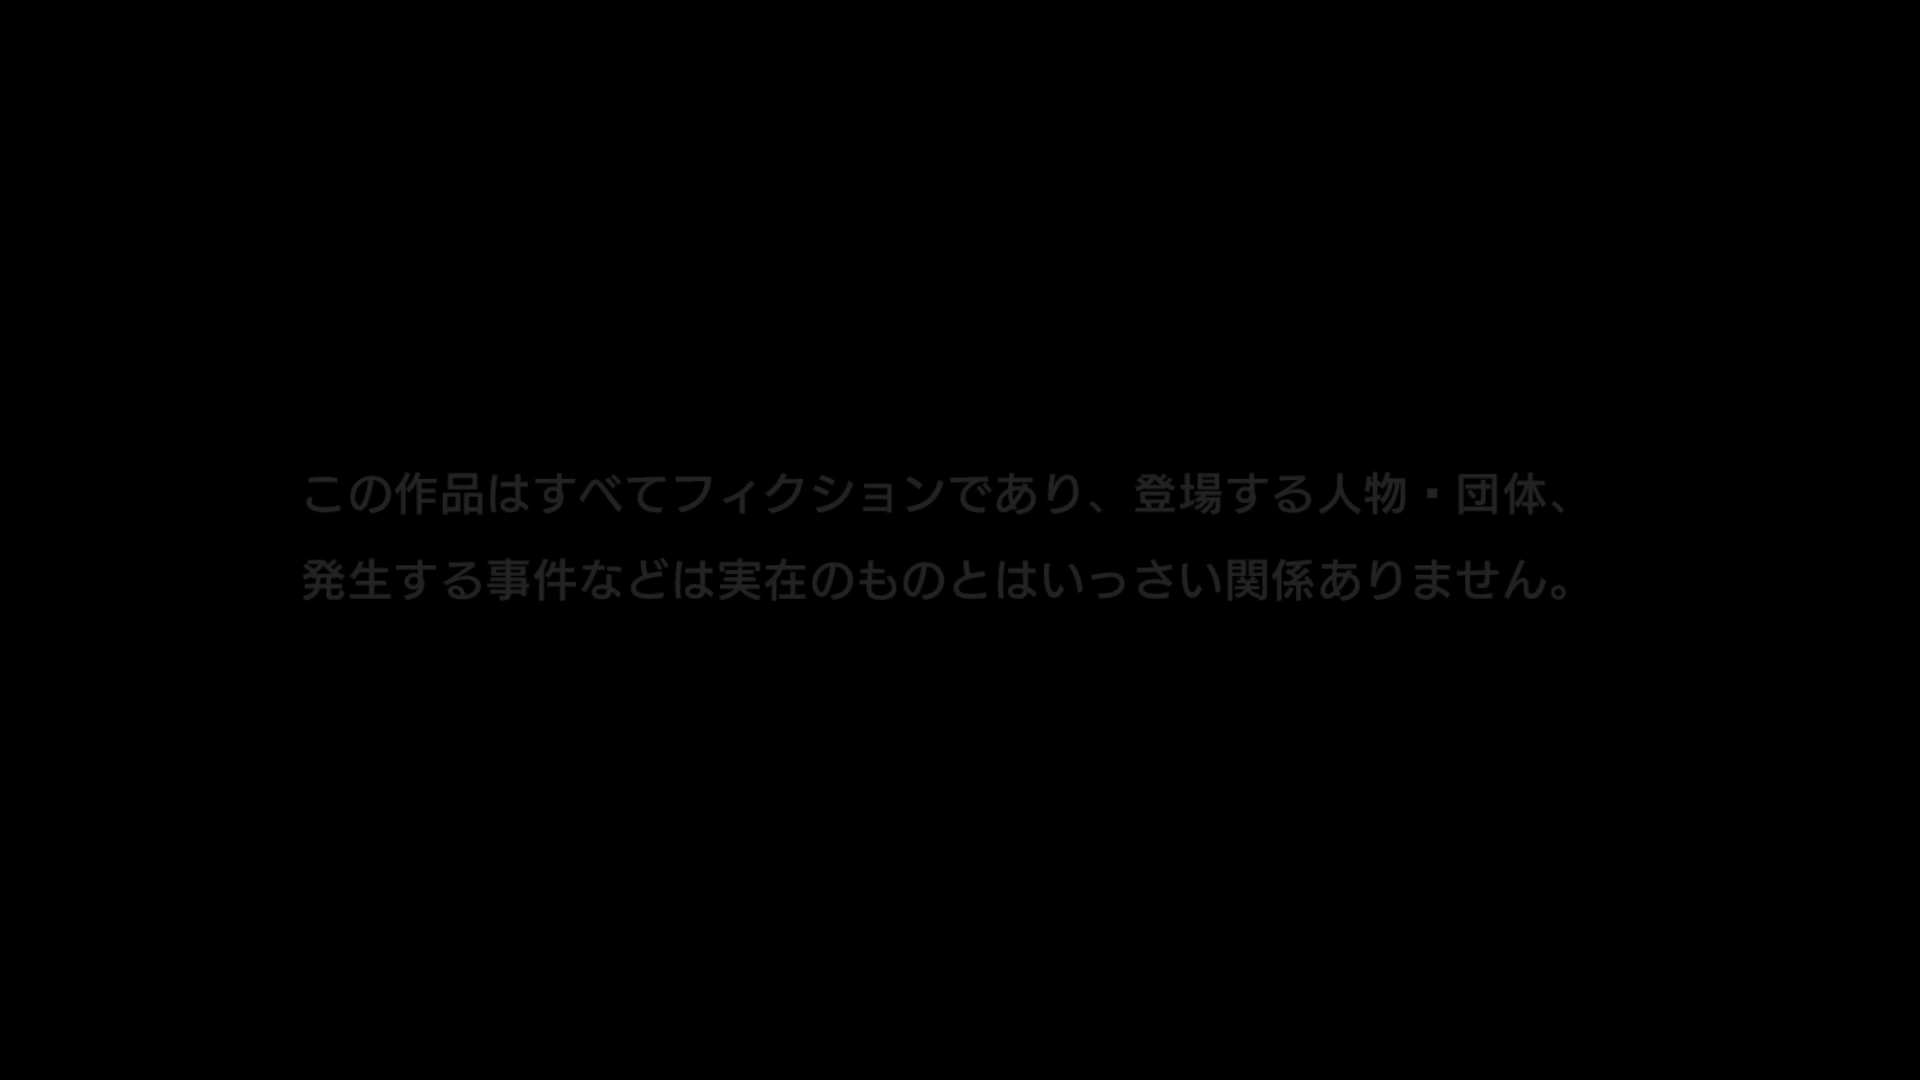 この作品はすべてフィクションであり、登場する人物・団体、
発生する事件などは実在のものとはいっさい関係ありません。